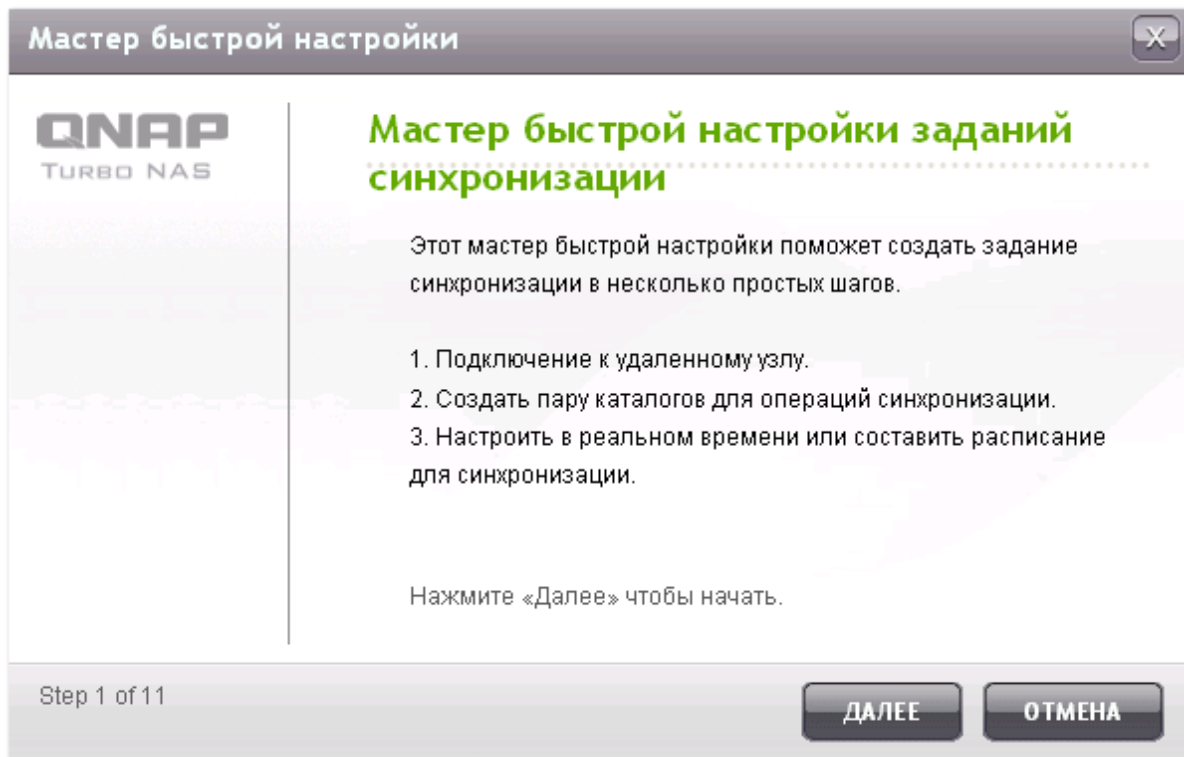 Мастер быстрой настройки
X
QNAP
TURBO NAS
Мастер быстрой настройки заданий
синхронизации
Этот мастер быстрой настройки поможет создать задание
синхронизации в несколько простых шагов.
1. Подключение к удаленному узлу.
2. Создать пару каталогов для операций синхронизации.
3. Настроить в реальном времени или составить расписание
для синхронизации.
Нажмите «Далее» чтобы начать.
Step 1 of 11
ДАЛЕЕ
ОТМЕНА